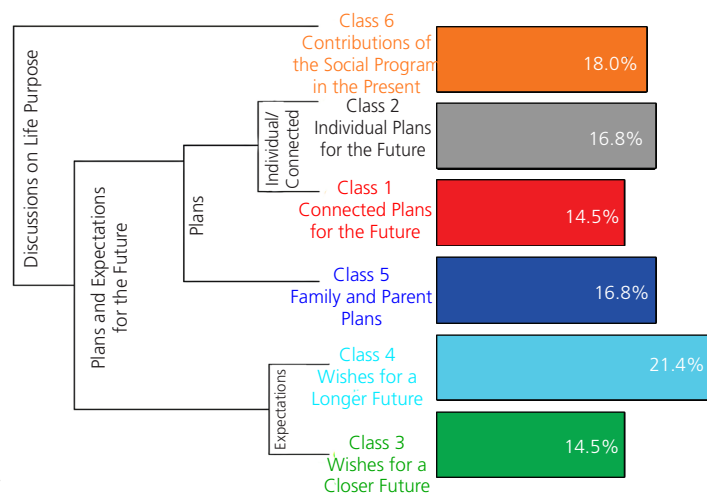 Discussions on Life Purpose
Plans and Expectations
for the Future
Plans
Individual/
Connected
Expectations
Class 6
Contributions of
the Social Program
in the Present
18.0%
Class 2
Individual Plans
for the Future
16.8%
Class 1
Connected Plans
for the Future
14.5%
Class 5
Family and Parent
Plans
16.8%
Class 4
Wishes for a
Longer Future
21.4%
Class 3
Wishes for a
Closer Future
14.5%